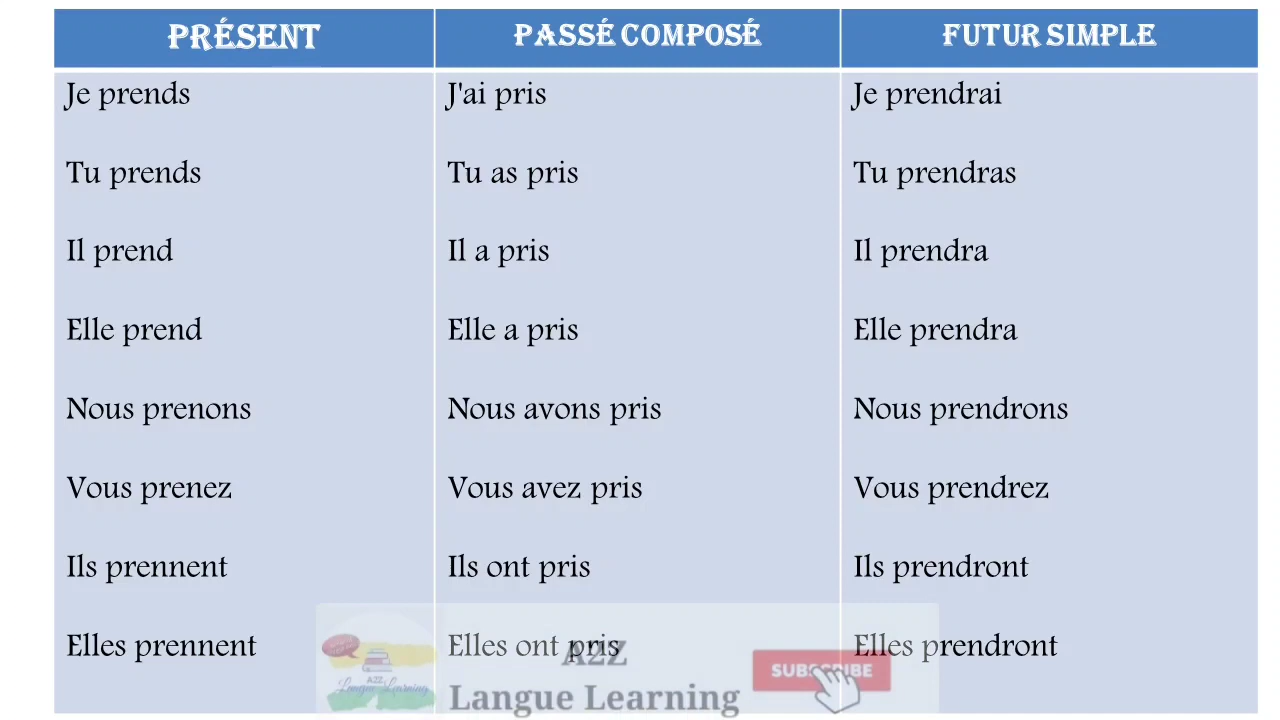 PRÉSENT PASSÉ COMPOSÉ FUTUR SIMPLE
Je prends J'ai pris Je prendrai
Tu prends Tu as pris Tu prendras
Il prend Il a pris Il prendra
Elle prend Elle a pris Elle prendra
Nous prenons Nous avons pris Nous prendrons
Vous prenez Vous avez pris Vous prendrez
Ils prennent Ils ont pris Ils prendront
Elles prennent Elles ont pris Elles prendront
A2Z
Langue Learning
SUBSCRIBE
A2Z
Langue Learning